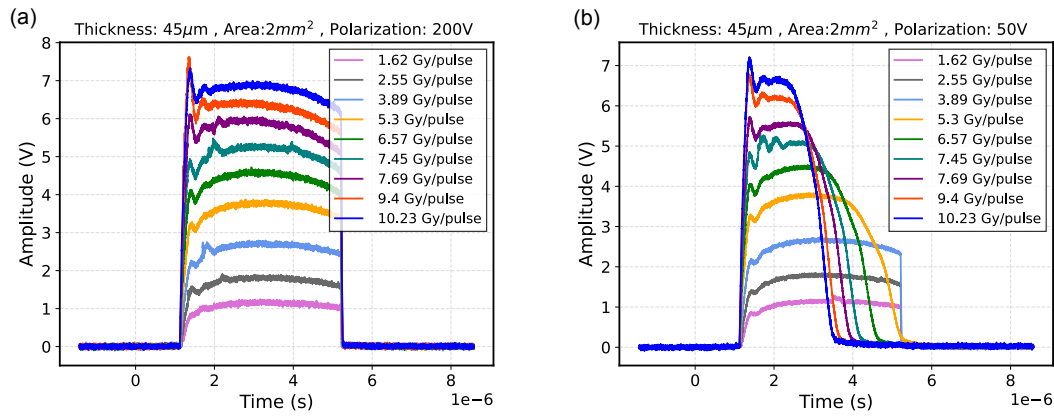 (a)
Thickness: 45μm , Area:2mm² , Polarization: 200V
Amplitude (V)
8
7
6
5
4
3
2
1
0
1.62 Gy/pulse
2.55 Gy/pulse
3.89 Gy/pulse
5.3 Gy/pulse
6.57 Gy/pulse
7.45 Gy/pulse
7.69 Gy/pulse
9.4 Gy/pulse
10.23 Gy/pulse
0 2 4 6 8
Time (s)
1e−6
(b)
Thickness: 45μm , Area:2mm² , Polarization: 50V
Amplitude (V)
7
6
5
4
3
2
1
0
1.62 Gy/pulse
2.55 Gy/pulse
3.89 Gy/pulse
5.3 Gy/pulse
6.57 Gy/pulse
7.45 Gy/pulse
7.69 Gy/pulse
9.4 Gy/pulse
10.23 Gy/pulse
0 2 4 6 8
Time (s)
1e−6